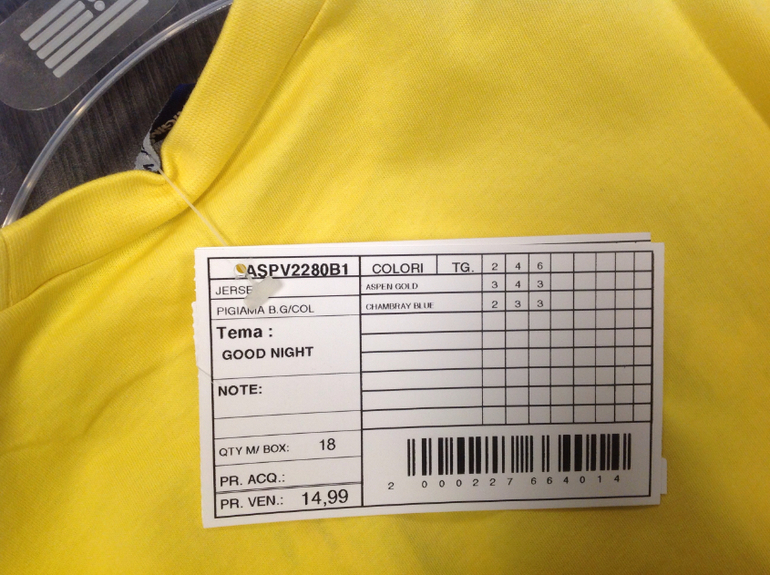 ASPV2280B1 COLORI TG. 2 4 6
JERSE ASPEN GOLD 3 4 3
PIGIAMA B.G/COL CHAMBRAY BLUE 2 3 3
Tema :
GOOD NIGHT
NOTE:
QTY M/ BOX: 18
PR. ACQ.:
PR. VEN.: 14,99
2 000227 664014